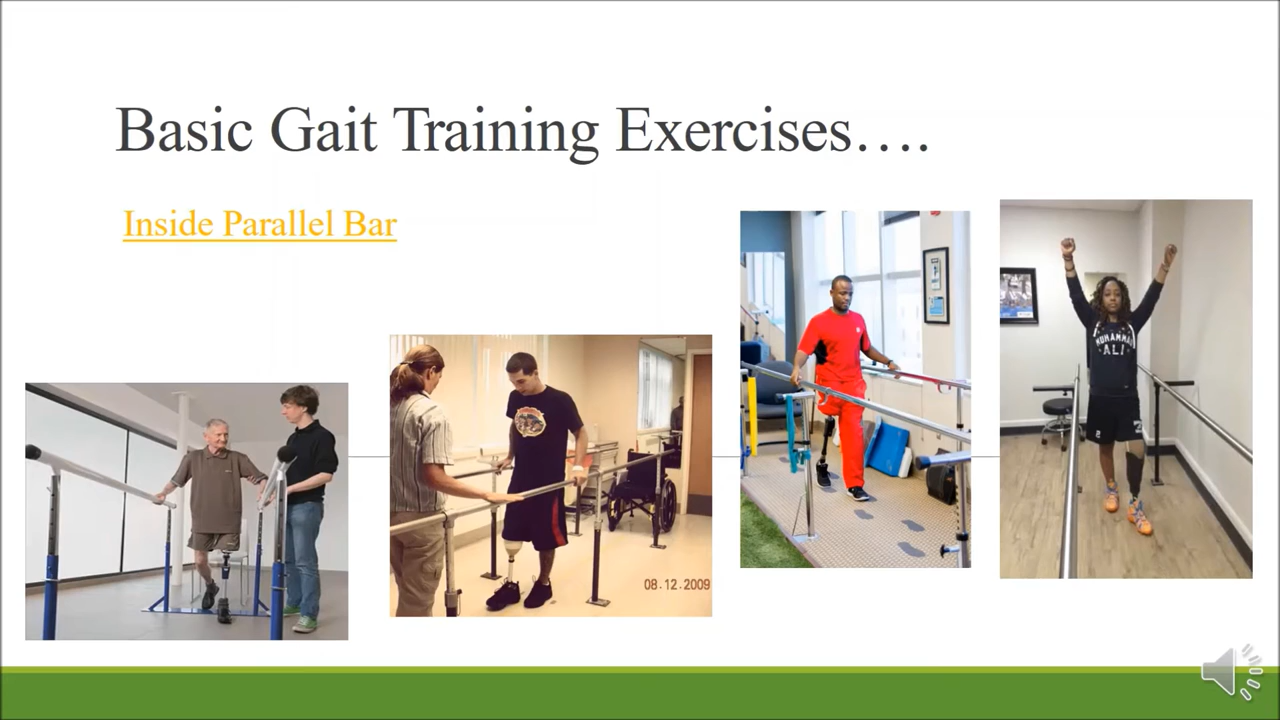 Basic Gait Training Exercises….
Inside Parallel Bar
MUHAMMAD
ALI
08.12.2009